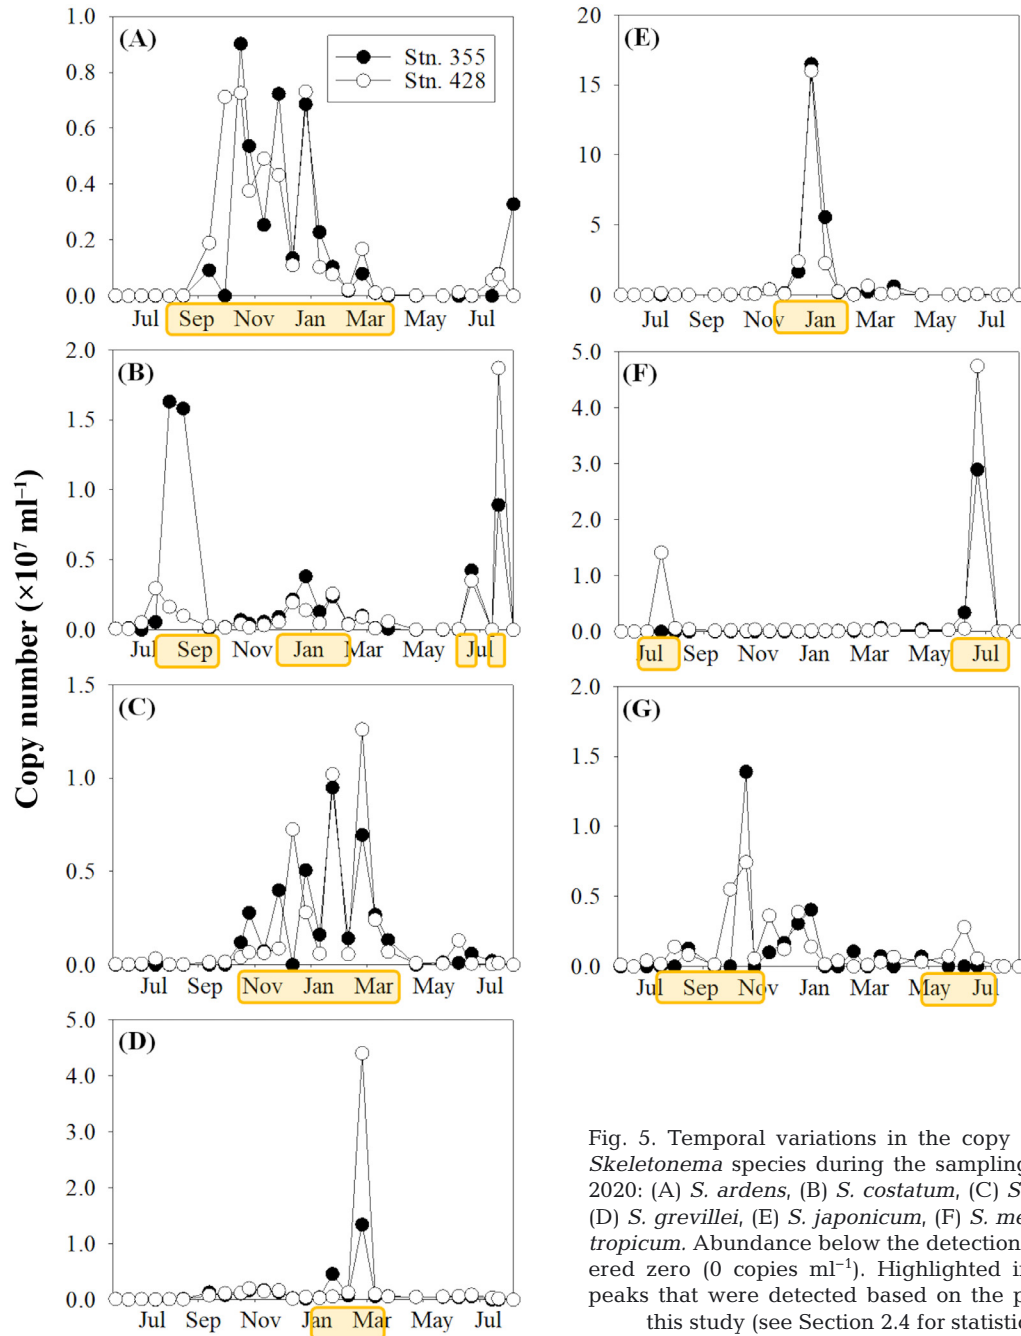 Copy number (×10⁷ ml⁻¹)
(A)
Stn. 355
Stn. 428
1.0
0.8
0.6
0.4
0.2
0.0
Jul Sep Nov Jan Mar May Jul
(B)
2.0
1.5
1.0
0.5
0.0
Jul Sep Nov Jan Mar May Jul
(C)
1.5
1.0
0.5
0.0
Jul Sep Nov Jan Mar May Jul
(D)
5.0
4.0
3.0
2.0
1.0
0.0
Jul Sep Nov Jan Mar May Jul
(E)
20
15
10
5
0
Jul Sep Nov Jan Mar May Jul
(F)
5.0
4.0
3.0
2.0
1.0
0.0
Jul Sep Nov Jan Mar May Jul
(G)
2.0
1.5
1.0
0.5
0.0
Jul Sep Nov Jan Mar May Jul
Fig. 5. Temporal variations in the copy
Skeletonema species during the sampling
2020: (A) S. ardens, (B) S. costatum, (C) S
(D) S. grevillei, (E) S. japonicum, (F) S. me
tropicum. Abundance below the detection
ered zero (0 copies ml⁻¹). Highlighted in
peaks that were detected based on the p
this study (see Section 2.4 for statistic